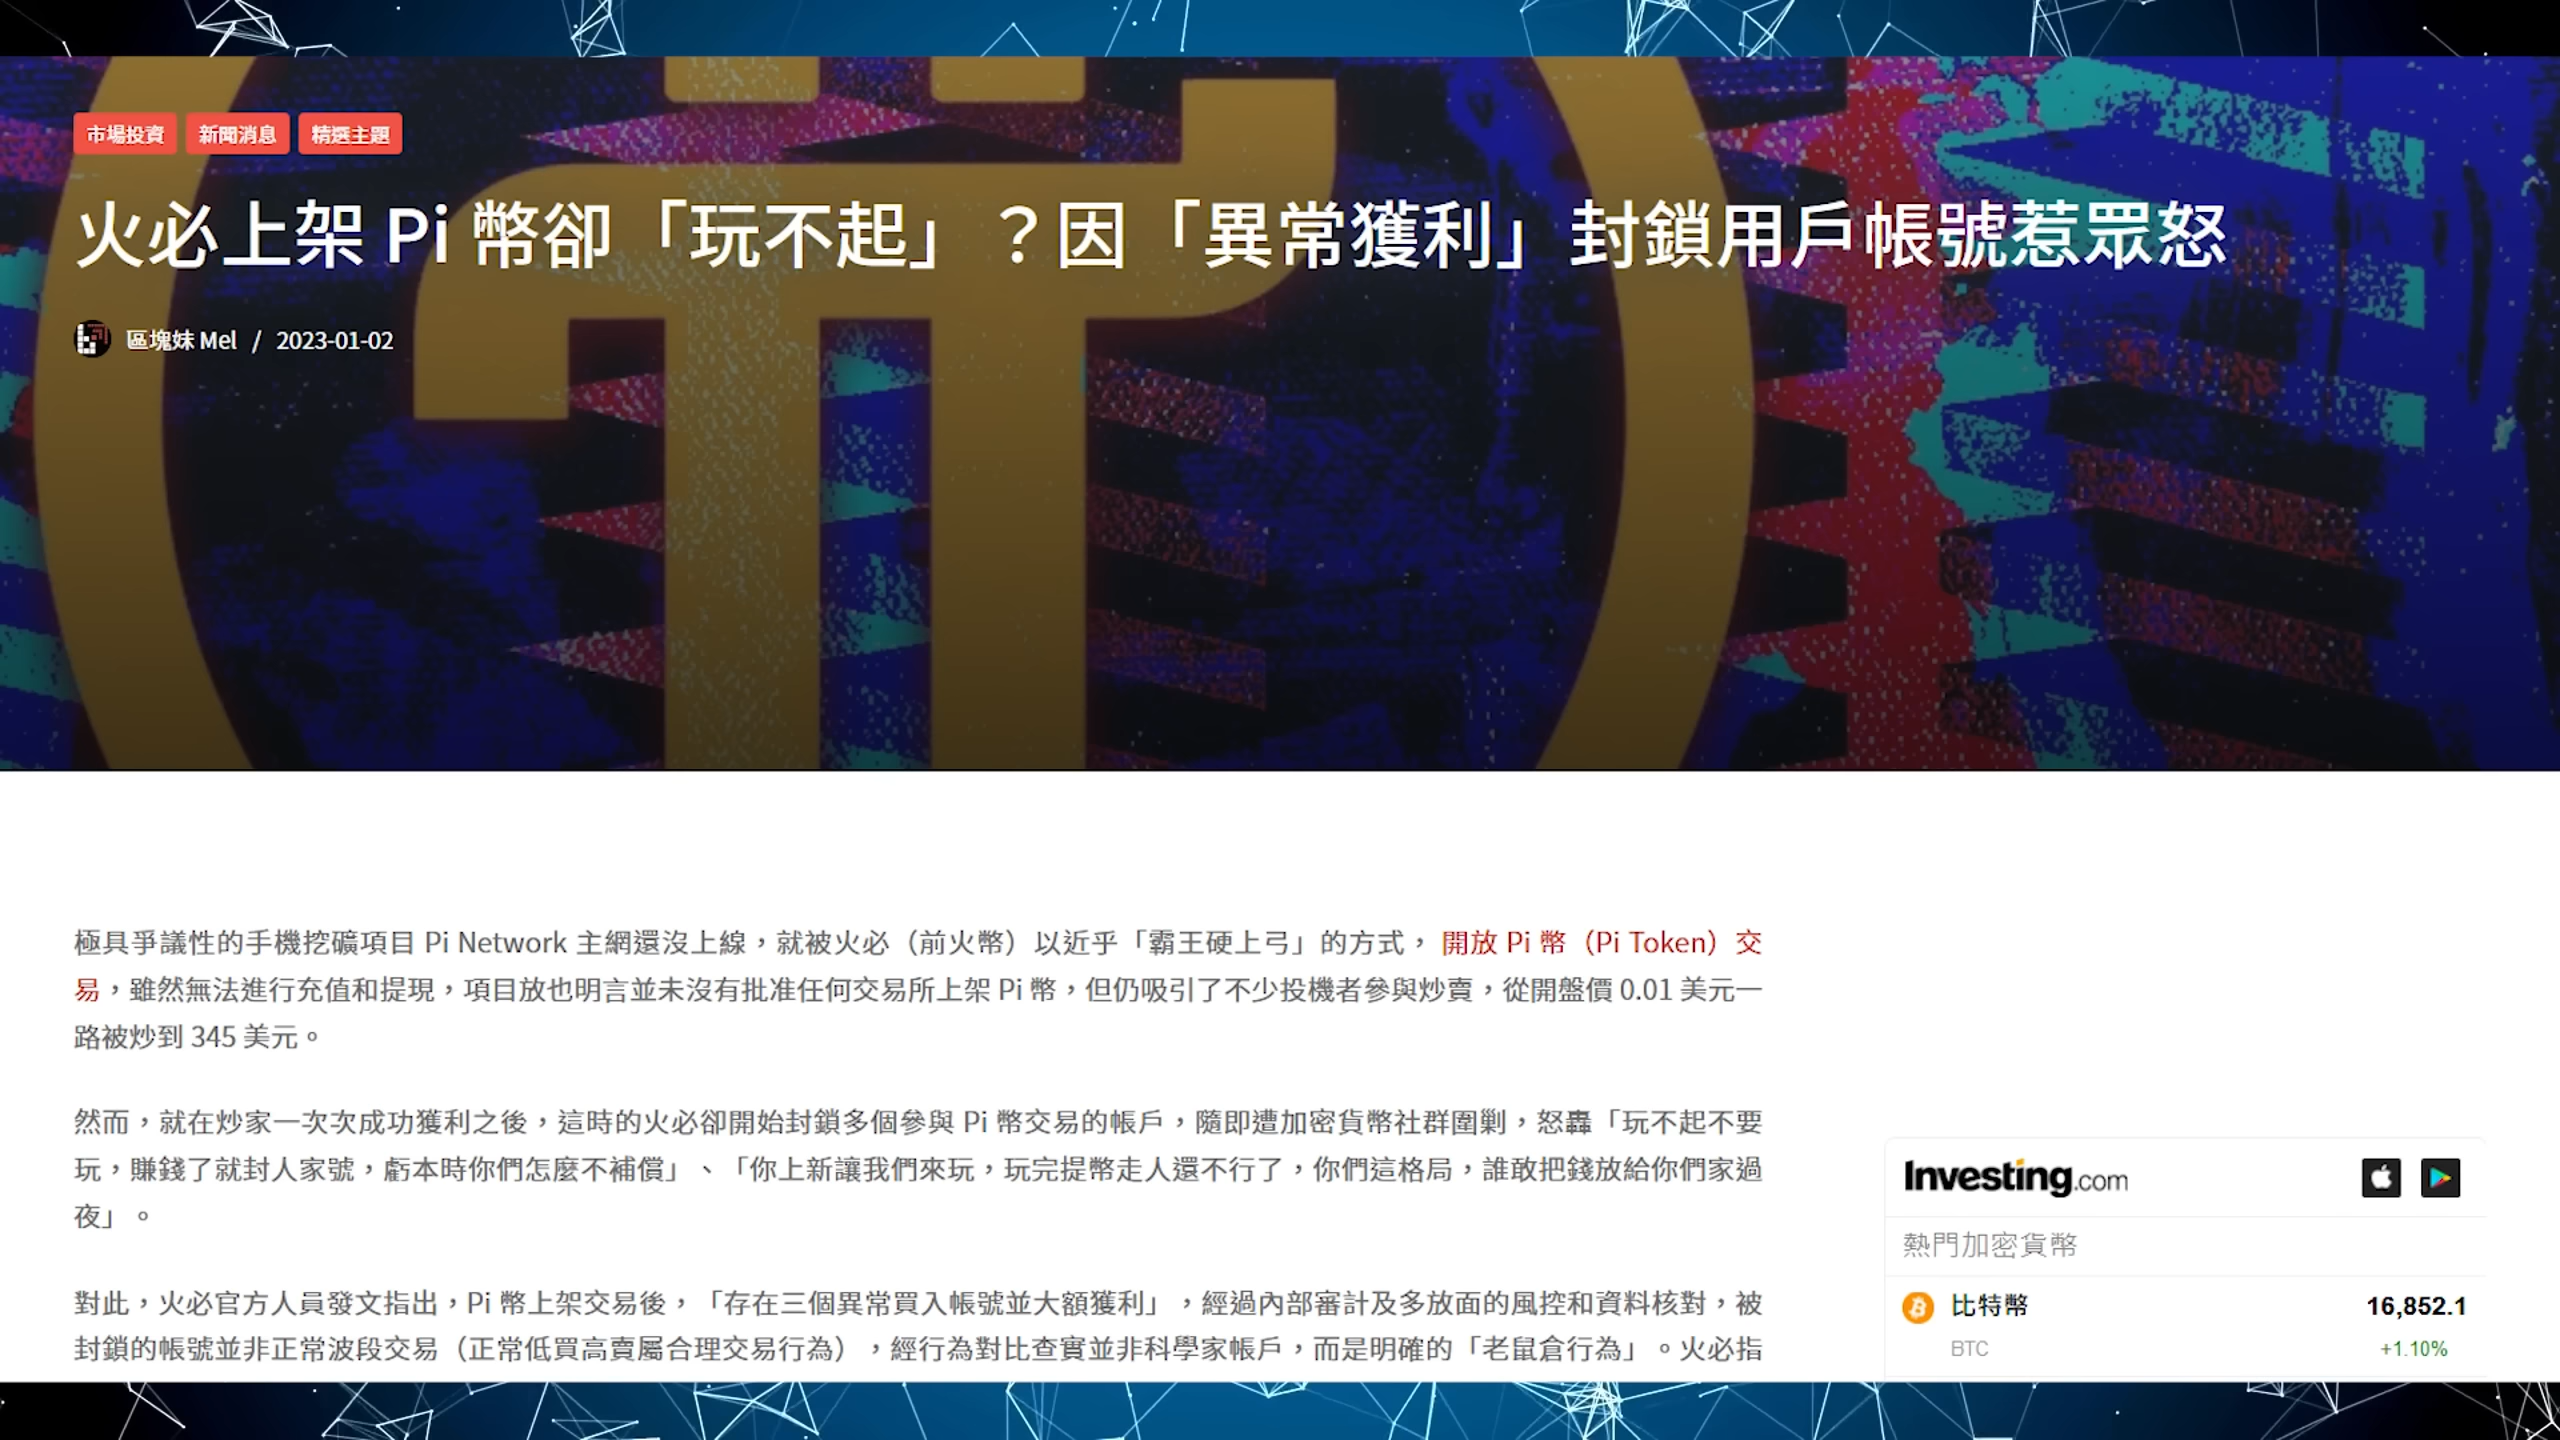 市場投資 新聞消息 精選主題
火必上架 Pi 幣卻「玩不起」？因「異常獲利」封鎖用戶帳號惹眾怒
區塊妹 Mel / 2023-01-02
極具爭議性的手機挖礦項目 Pi Network 主網還沒上線，就被火必（前火幣）以近乎「霸王硬上弓」的方式， 開放 Pi 幣（Pi Token）交
易，雖然無法進行充值和提現，項目放也明言並未沒有批准任何交易所上架 Pi 幣，但仍吸引了不少投機者參與炒賣，從開盤價 0.01 美元一
路被炒到 345 美元。
然而，就在炒家一次次成功獲利之後，這時的火必卻開始封鎖多個參與 Pi 幣交易的帳戶，隨即遭加密貨幣社群圍剿，怒轟「玩不起不要
玩，賺錢了就封人家號，虧本時你們怎麼不補償」、「你上新讓我們來玩，玩完提幣走人還不行了，你們這格局，誰敢把錢放給你們家過
夜」。
對此，火必官方人員發文指出，Pi 幣上架交易後，「存在三個異常買入帳號並大額獲利」，經過內部審計及多放面的風控和資料核對，被
封鎖的帳號並非正常波段交易（正常低買高賣屬合理交易行為），經行為對比查實並非科學家帳戶，而是明確的「老鼠倉行為」。火必指
Investing.com
熱門加密貨幣
比特幣 16,852.1
BTC +1.10%